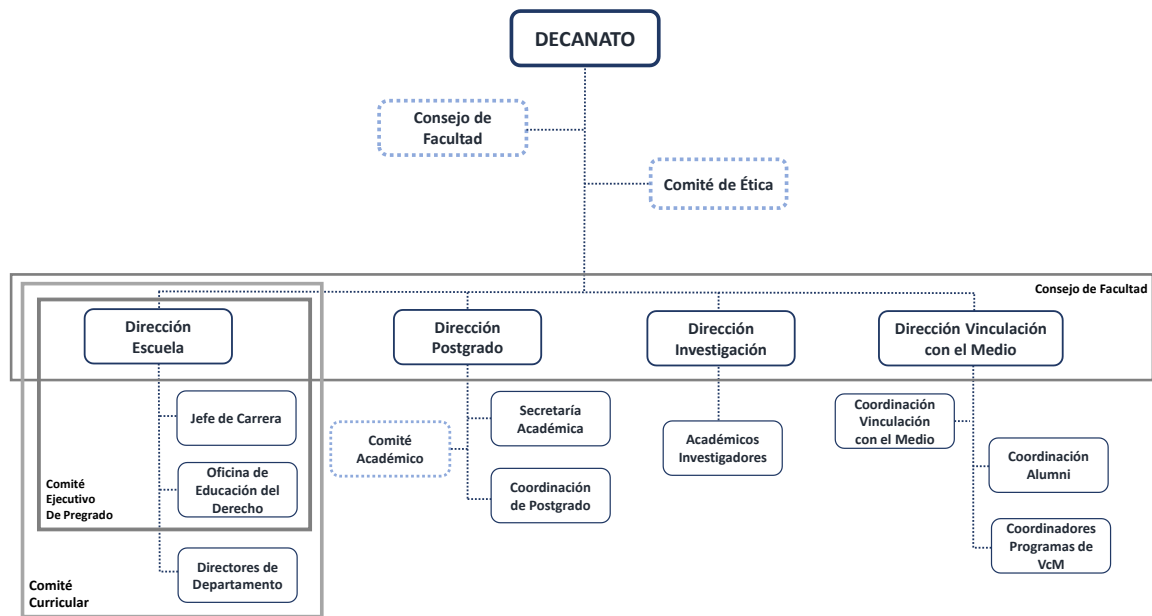 DECANATO
Consejo de
Facultad
Comité de Ética
Consejo de Facultad
Dirección
Escuela
Dirección
Postgrado
Dirección
Investigación
Dirección Vinculación
con el Medio
Jefe de Carrera
Oficina de
Educación del
Derecho
Comité
Ejecutivo
De Pregrado
Directores de
Departamento
Comité
Curricular
Comité
Académico
Secretaría
Académica
Coordinación
de Postgrado
Académicos
Investigadores
Coordinación
Vinculación
con el Medio
Coordinación
Alumni
Coordinadores
Programas de
VcM